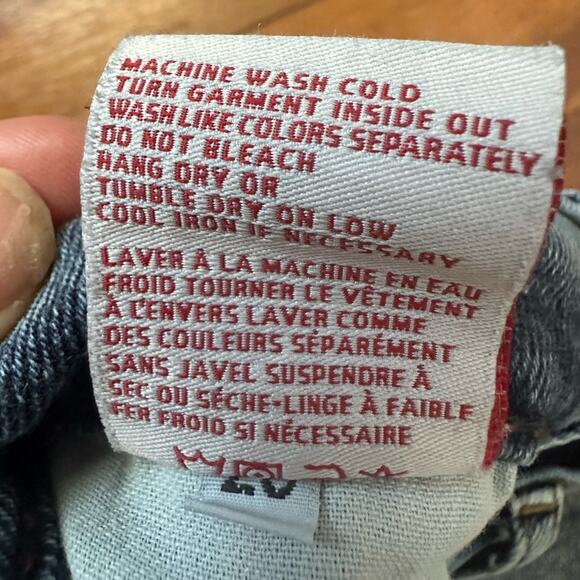 MACHINE WASH COLD
TURN GARMENT INSIDE OUT
WASH LIKE COLORS SEPARATELY
DO NOT BLEACH
HANG DRY OR
TUMBLE DRY ON LOW
COOL IRON IF NECESSARY
LAVER À LA MACHINE EN EAU
FROID TOURNER LE VÊTEMENT
À L'ENVERS LAVER COMME
DES COULEURS SÉPARÉMENT
SANS JAVEL SUSPENDRE À
SEC OU SÉCHE-LINGE À FAIBLE
FER FROID SI NÉCESSAIRE